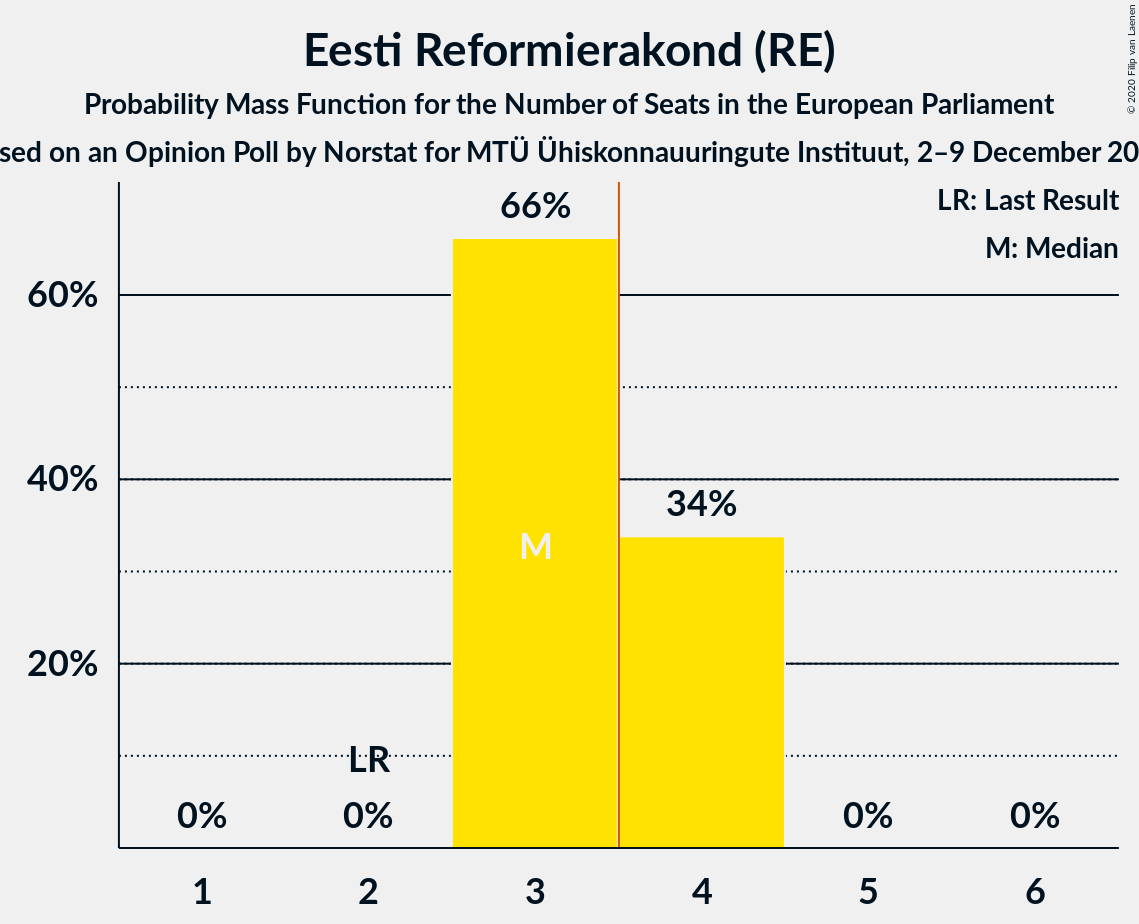 Eesti Reformierakond (RE)
Probability Mass Function for the Number of Seats in the European Parliament
sed on an Opinion Poll by Norstat for MTÜ Ühiskonnauuringute Instituut, 2–9 December 20
© 2020 Filip van Laenen
LR: Last Result
M: Median
66%
60%
40%
34%
M
20%
LR
0%
0%
0%
0%
1
2
3
4
5
6